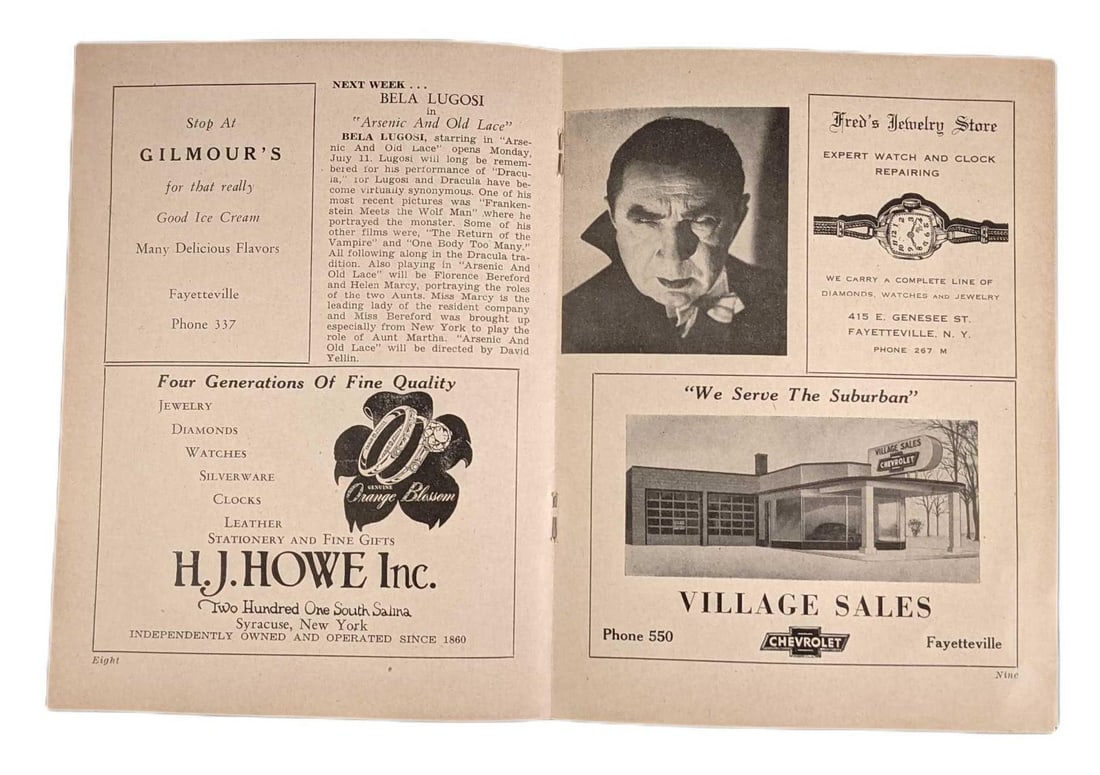 Stop At
GILMOUR'S
for that really
Good Ice Cream
Many Delicious Flavors
Fayetteville
Phone 337
NEXT WEEK . . .
BELA LUGOSI
in
"Arsenic And Old Lace"
BELA LUGOSI, starring in "Arse-
nic And Old Lace" opens Monday,
July 11. Lugosi will long be remem-
bered for his performance of "Dracu-
la," for Lugosi and Dracula have be-
come virtually synonymous. One of his
most recent pictures was "Franken-
stein Meets the Wolf Man" where he
portrayed the monster. Some of his
other films were, "The Return of the
Vampire" and "One Body Too Many."
All following along in the Dracula tra-
dition. Also playing in "Arsenic And
Old Lace" will be Florence Bereford
and Helen Marcy, portraying the roles
of the two Aunts. Miss Marcy is the
leading lady of the resident company
and Miss Bereford was brought up
especially from New York to play the
role of Aunt Martha. "Arsenic And
Old Lace" will be directed by David
Yellin.
Four Generations Of Fine Quality
JEWELRY
DIAMONDS
WATCHES
SILVERWARE
CLOCKS
LEATHER
STATIONERY AND FINE GIFTS
GENUINE
Orange Blossom
H.J. HOWE Inc.
Two Hundred One South Salina
Syracuse, New York
INDEPENDENTLY OWNED AND OPERATED SINCE 1860
Eight
Fred's Jewelry Store
EXPERT WATCH AND CLOCK
REPAIRING
WE CARRY A COMPLETE LINE OF
DIAMONDS, WATCHES AND JEWELRY
415 E. GENESEE ST.
FAYETTEVILLE, N. Y.
PHONE 267 M
"We Serve The Suburban"
VILLAGE SALES
CHEVROLET
VILLAGE SALES
Phone 550
CHEVROLET
Fayetteville
Nine